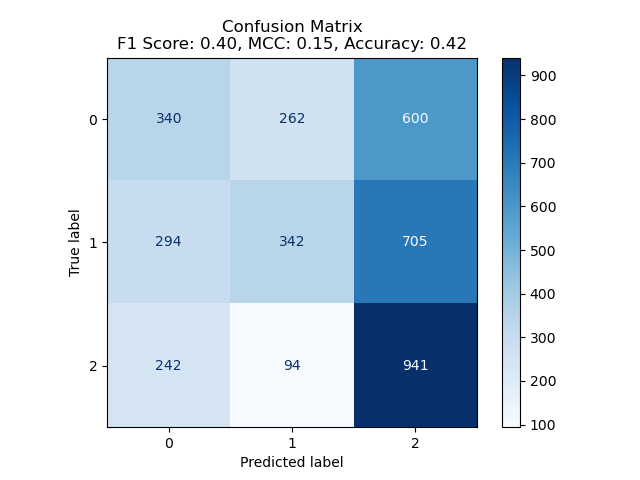 Confusion Matrix
F1 Score: 0.40, MCC: 0.15, Accuracy: 0.42
True label
0
340 262 600
1
294 342 705
2
242 94 941
0 1 2
Predicted label
900
800
700
600
500
400
300
200
100